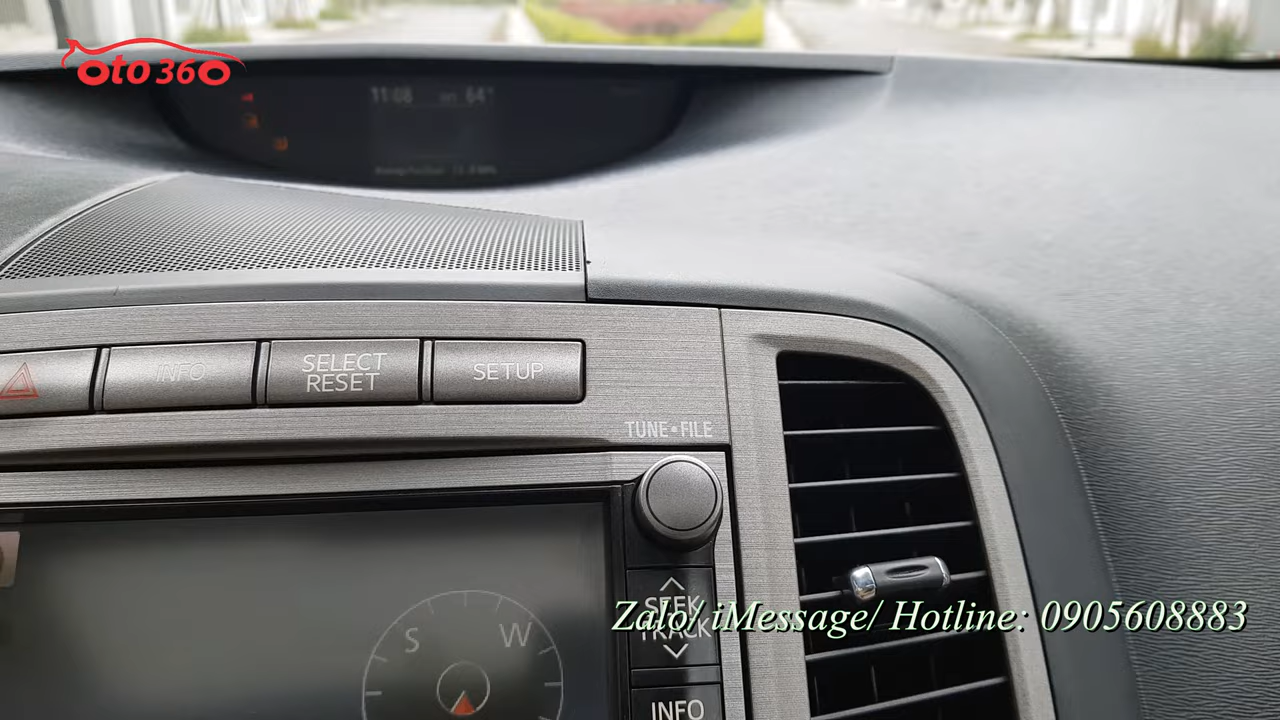 oto360
11:08
64°
INFO
SELECT
RESET
SETUP
TUNE•FILE
SEEK
TRACK
Zalo/ iMessage/ Hotline: 0905608883
S
W
INFO